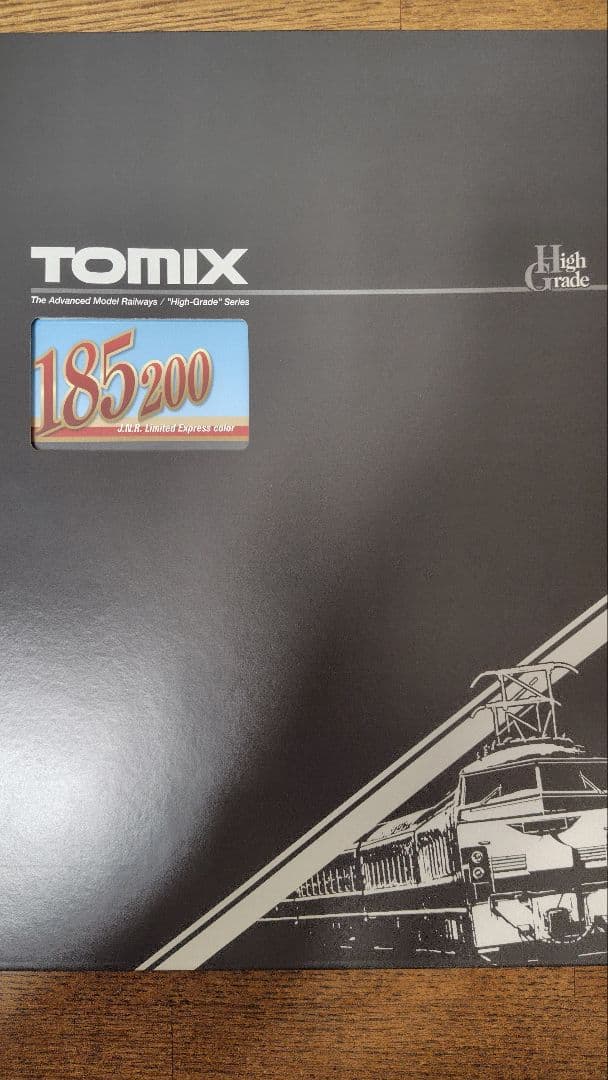 TOMIX
High
Grade
The Advanced Model Railways / "High-Grade" Series
185 200
J.N.R. Limited Express color